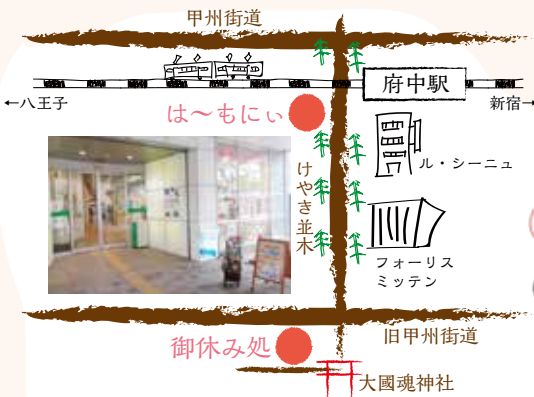 甲州街道
府中駅
←八王子
新宿→
は〜もにぃ
ル・シーニュ
けやき並木
フォーリス
ミッテン
旧甲州街道
御休み処
大國魂神社